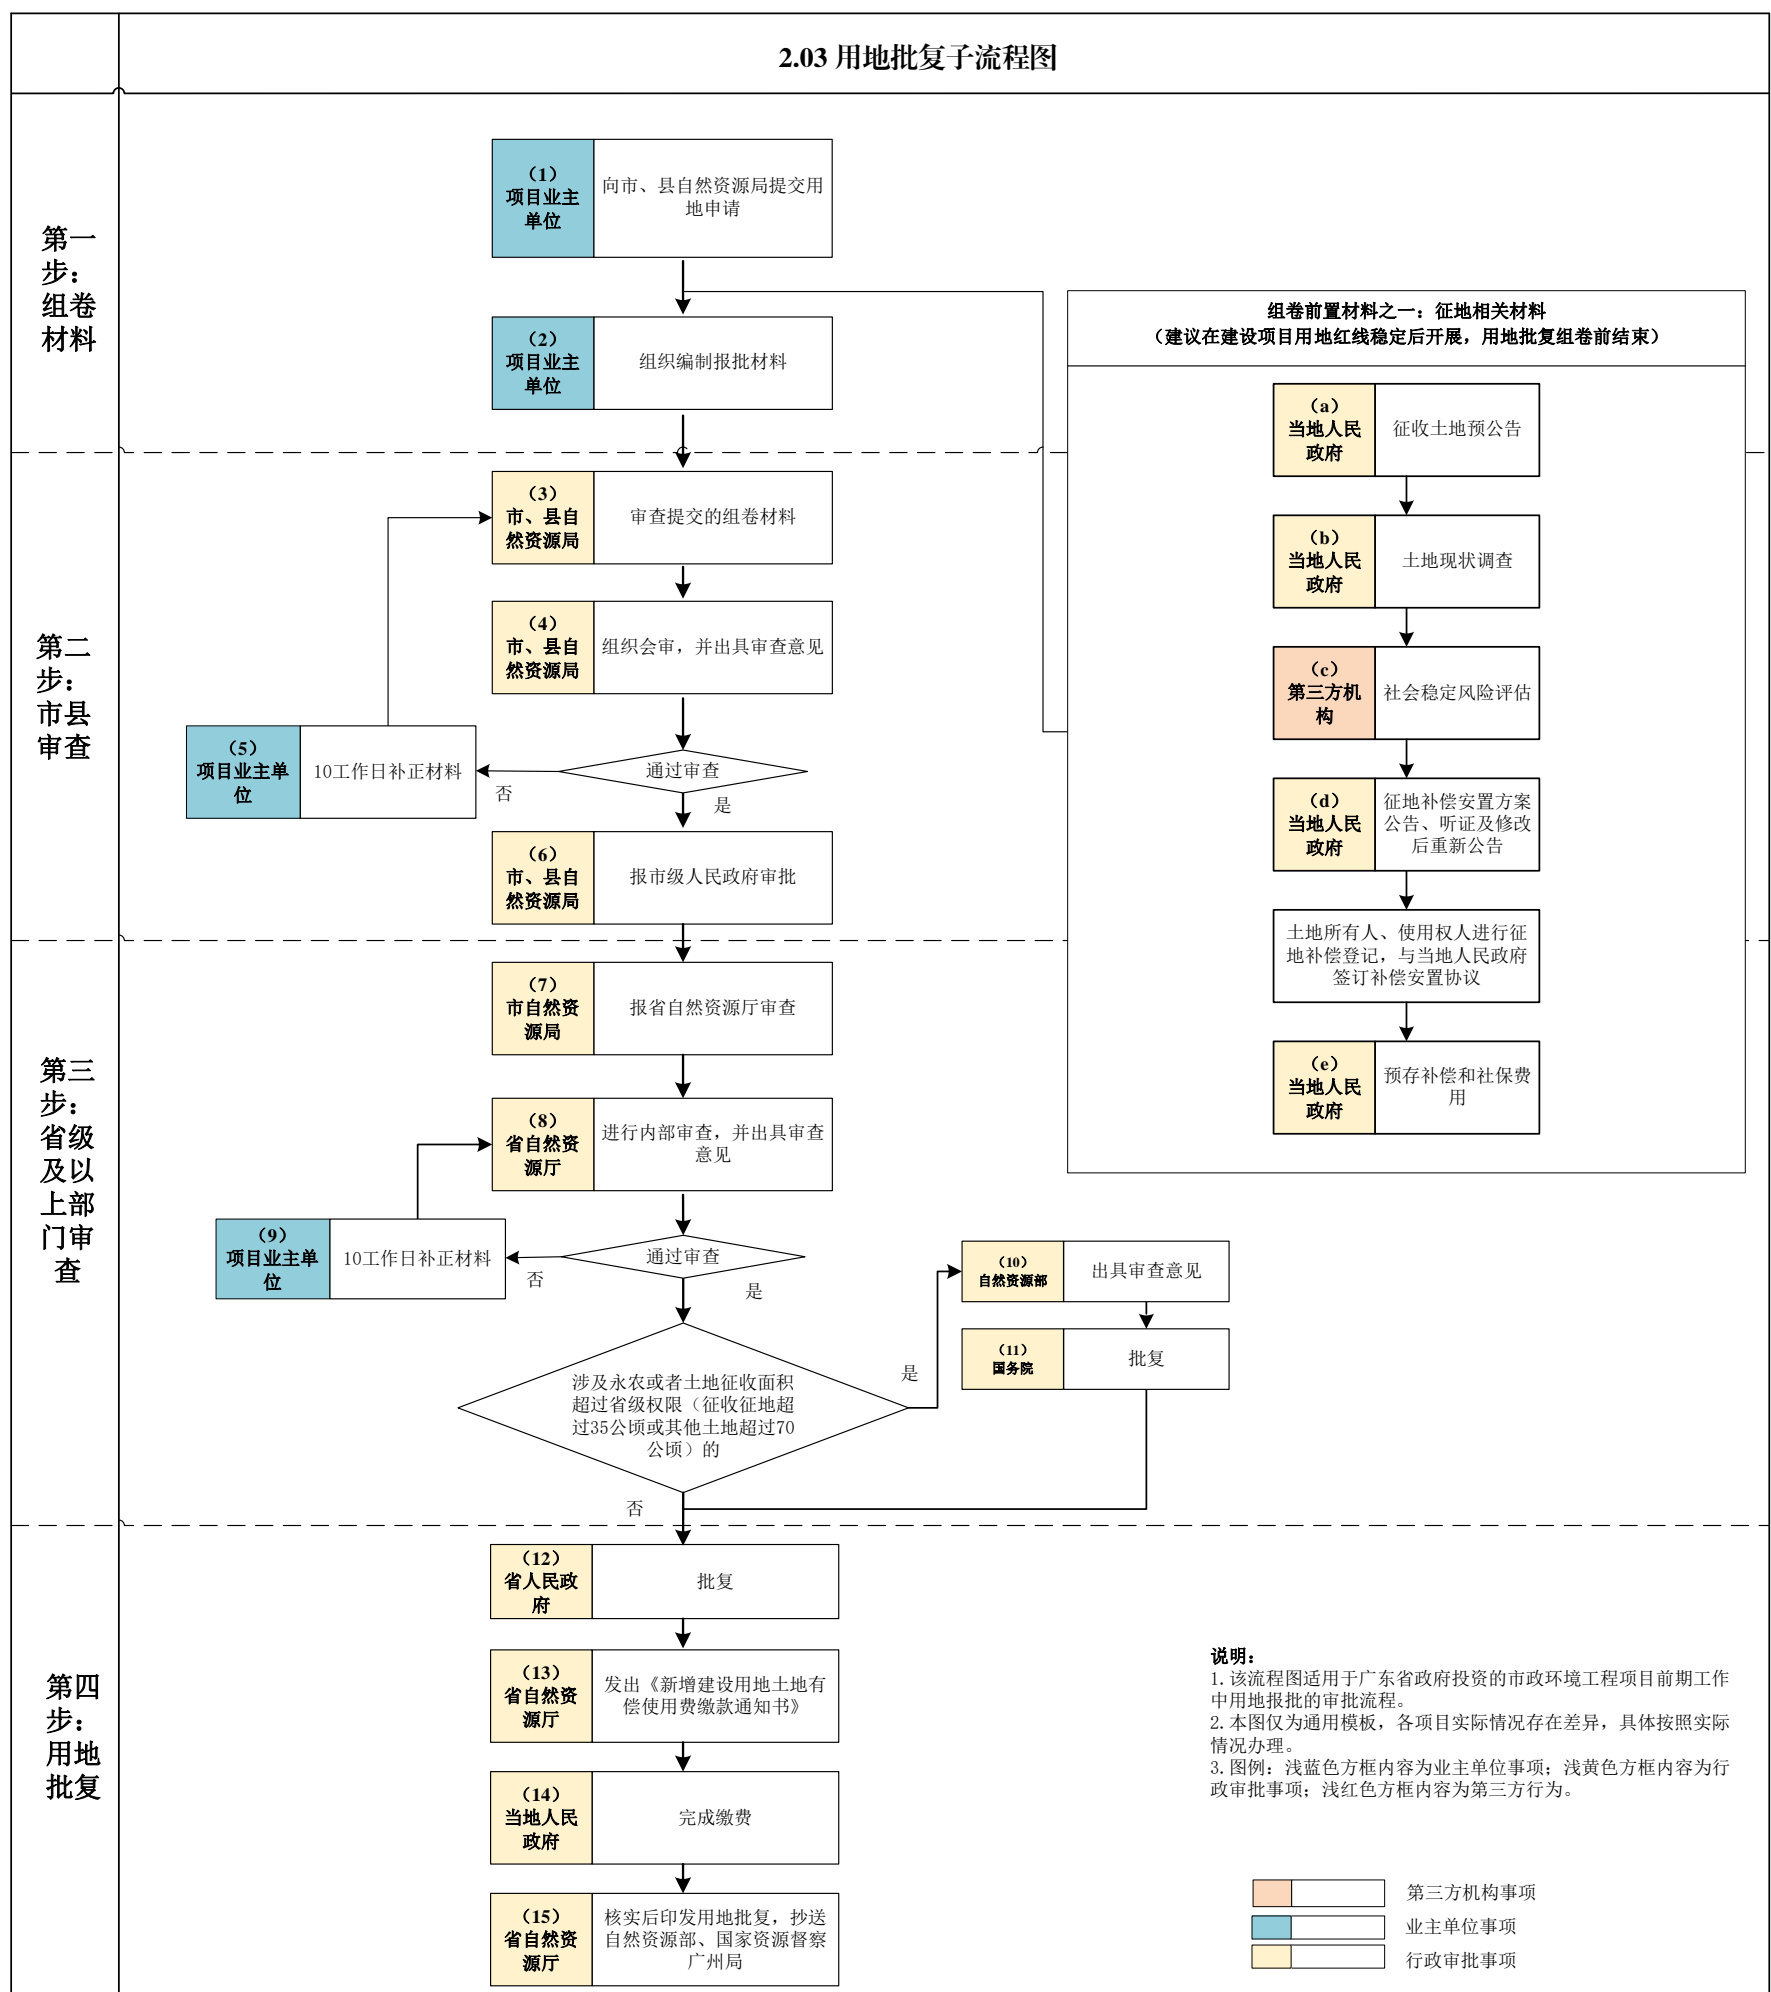 2.03 用地批复子流程图
第一
步：
组卷
材料
（1）
项目业主
单位
向市、县自然资源局提交用
地申请
（2）
项目业主
单位
组织编制报批材料
组卷前置材料之一：征地相关材料
（建议在建设项目用地红线稳定后开展，用地批复组卷前结束）
（a）
当地人民
政府
征收土地预公告
（b）
当地人民
政府
土地现状调查
（c）
第三方机
构
社会稳定风险评估
（d）
当地人民
政府
征地补偿安置方案
公告、听证及修改
后重新公告
土地所有人、使用权人进行征
地补偿登记，与当地人民政府
签订补偿安置协议
（e）
当地人民
政府
预存补偿和社保费
用
第二
步：
市县
审查
（3）
市、县自
然资源局
审查提交的组卷材料
（4）
市、县自
然资源局
组织会审，并出具审查意见
（5）
项目业主单
位
10工作日补正材料
否
通过审查
是
（6）
市、县自
然资源局
报市级人民政府审批
第三
步：
省级
及以
上部
门审
查
（7）
市自然资
源局
报省自然资源厅审查
（8）
省自然资
源厅
进行内部审查，并出具审查
意见
（9）
项目业主单
位
10工作日补正材料
否
通过审查
是
涉及永农或者土地征收面积
超过省级权限（征收征地超
过35公顷或其他土地超过70
公顷）的
是
否
（10）
自然资源部
出具审查意见
（11）
国务院
批复
第四
步：
用地
批复
（12）
省人民政
府
批复
（13）
省自然资
源厅
发出《新增建设用地土地有
偿使用费缴款通知书》
（14）
当地人民
政府
完成缴费
（15）
省自然资
源厅
核实后印发用地批复，抄送
自然资源部、国家资源督察
广州局
说明：
1.该流程图适用于广东省政府投资的市政环境工程项目前期工作
中用地报批的审批流程。
2.本图仅为通用模板，各项目实际情况存在差异，具体按照实际
情况办理。
3.图例：浅蓝色方框内容为业主单位事项；浅黄色方框内容为行
政审批事项；浅红色方框内容为第三方行为。
第三方机构事项
业主单位事项
行政审批事项